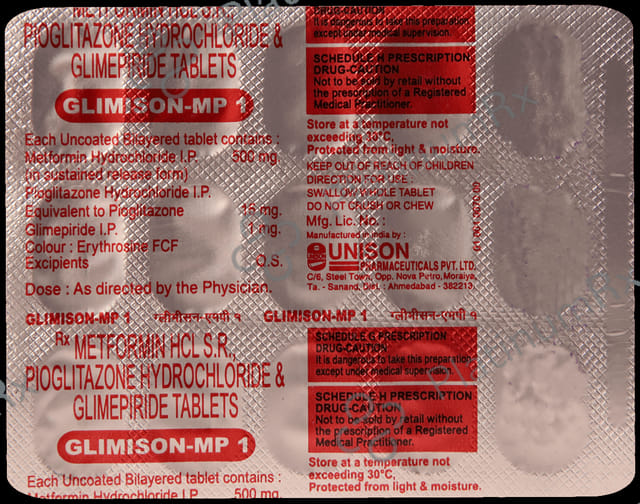 METFORMIN HCL S.R.,
PIOGLITAZONE HYDROCHLORIDE &
GLIMEPIRIDE TABLETS
GLIMISON-MP 1
Each Uncoated Bilayered tablet contains :
Metformin Hydrochloride I.P. 500 mg.
(in sustained release form)
Pioglitazone Hydrochloride I.P.
Equivalent to Pioglitazone 15 mg.
Glimepiride I.P. 1 mg.
Colour : Erythrosine FCF
Excipients Q.S.
Dose : As directed by the Physician.
DRUG-CAUTION
It is dangerous to take this preparation
except under medical supervision.
SCHEDULE H PRESCRIPTION
DRUG-CAUTION
Not to be sold by retail without
the prescription of a Registered
Medical Practitioner.
Store at a temperature not
exceeding 30°C,
Protected from light & moisture.
KEEP OUT OF REACH OF CHILDREN
DIRECTION FOR USE :
SWALLOW WHOLE TABLET
DO NOT CRUSH OR CHEW
Mfg. Lic. No. :
Manufactured in India by :
UNISON
PHARMACEUTICALS PVT. LTD.
C/6, Steel Town, Opp. Nova Petro, Moraiya,
Ta. - Sanand, Dist. : Ahmedabad - 382213.
GLIMISON-MP 1 ग्लीमीसन-एमपी १ GLIMISON-MP 1 ग्लीमीसन-एमपी १
Rx METFORMIN HCL S.R.,
PIOGLITAZONE HYDROCHLORIDE &
GLIMEPIRIDE TABLETS
GLIMISON-MP 1
Each Uncoated Bilayered tablet contains :
Metformin Hydrochloride I.P. 500 mg.
SCHEDULE G PRESCRIPTION
DRUG-CAUTION
It is dangerous to take this preparation
except under medical supervision.
SCHEDULE H PRESCRIPTION
DRUG-CAUTION
Not to be sold by retail without
the prescription of a Registered
Medical Practitioner.
Store at a temperature not
exceeding 30°C,
Protected from light & moisture.